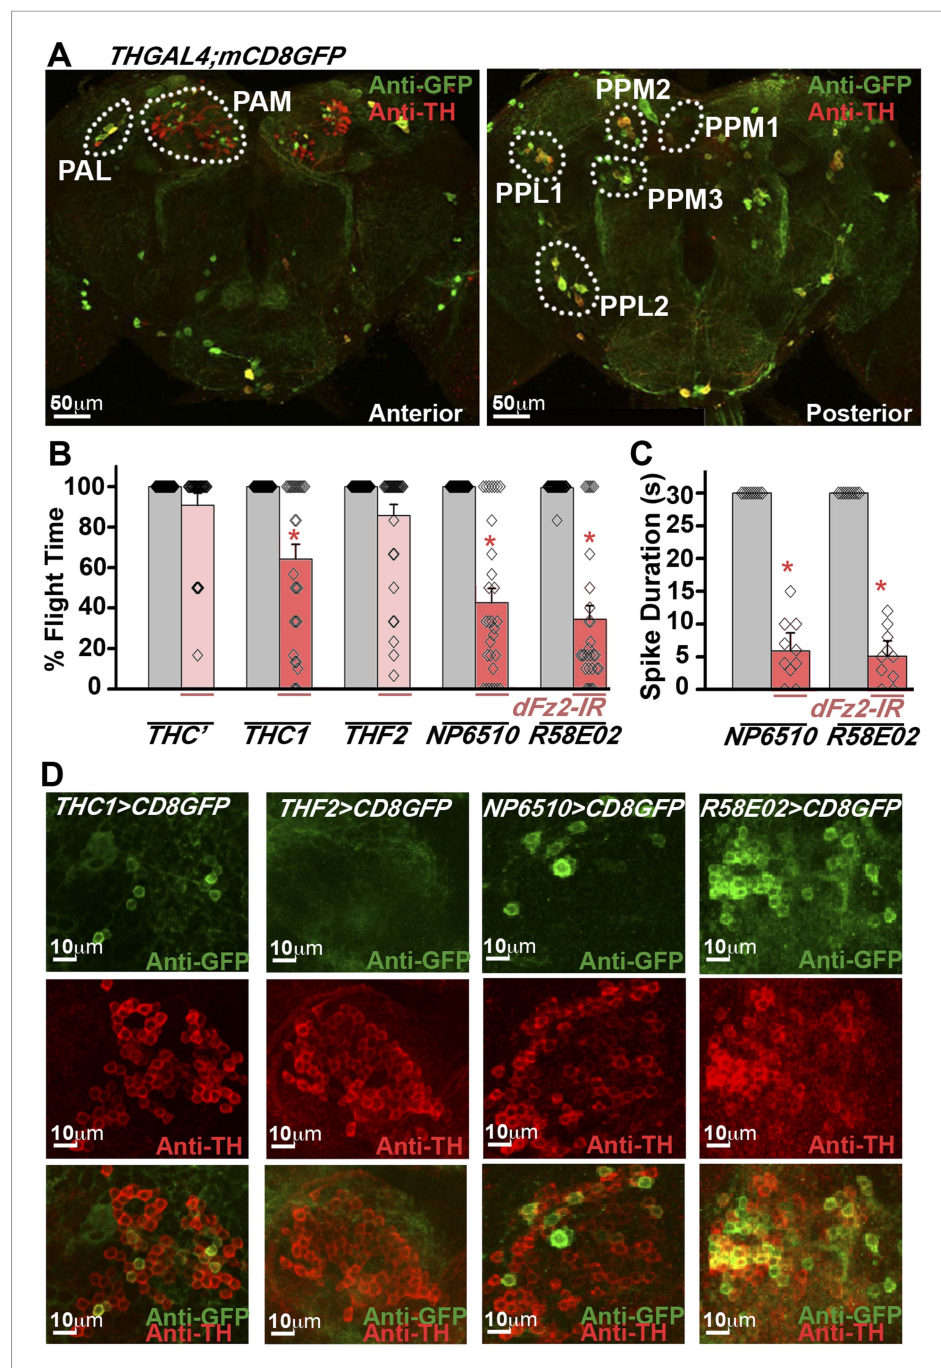 A
THGAL4;mCD8GFP
Anti-GFP
Anti-TH
PAM
PAL
50μm
Anterior
PPM2
Anti-GFP
Anti-TH
PPM1
PPL1
PPM3
PPL2
50μm
Posterior
B
% Flight Time
100
80
60
40
20
0
*
*
*
dFz2-IR
THC'
THC1
THF2
NP6510
R58E02
C
Spike Duration (s)
30
25
20
15
10
5
0
*
*
dFz2-IR
NP6510
R58E02
D
THC1>CD8GFP
THF2>CD8GFP
NP6510>CD8GFP
R58E02>CD8GFP
10μm
Anti-GFP
10μm
Anti-GFP
10μm
Anti-GFP
10μm
Anti-GFP
10μm
Anti-TH
10μm
Anti-TH
10μm
Anti-TH
10μm
Anti-TH
10μm
Anti-GFP
Anti-TH
10μm
Anti-GFP
Anti-TH
10μm
Anti-GFP
Anti-TH
10μm
Anti-GFP
Anti-TH